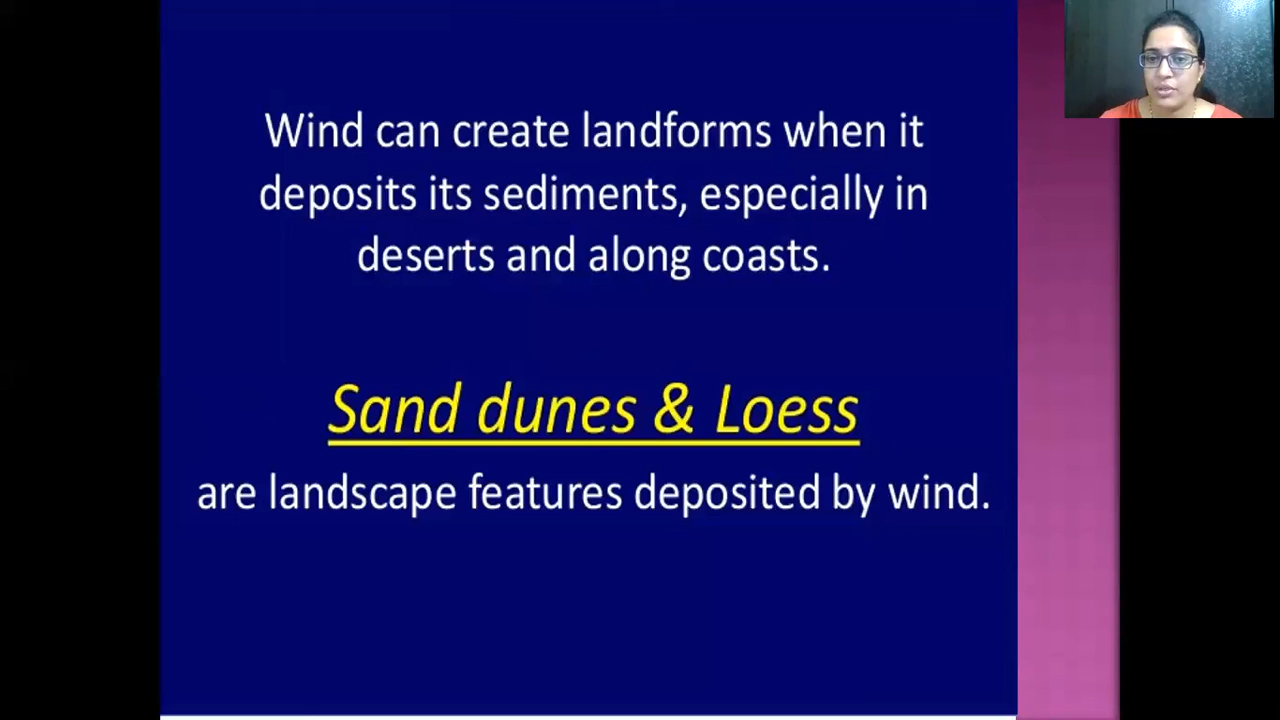 Wind can create landforms when it
deposits its sediments, especially in
deserts and along coasts.
Sand dunes & Loess
are landscape features deposited by wind.